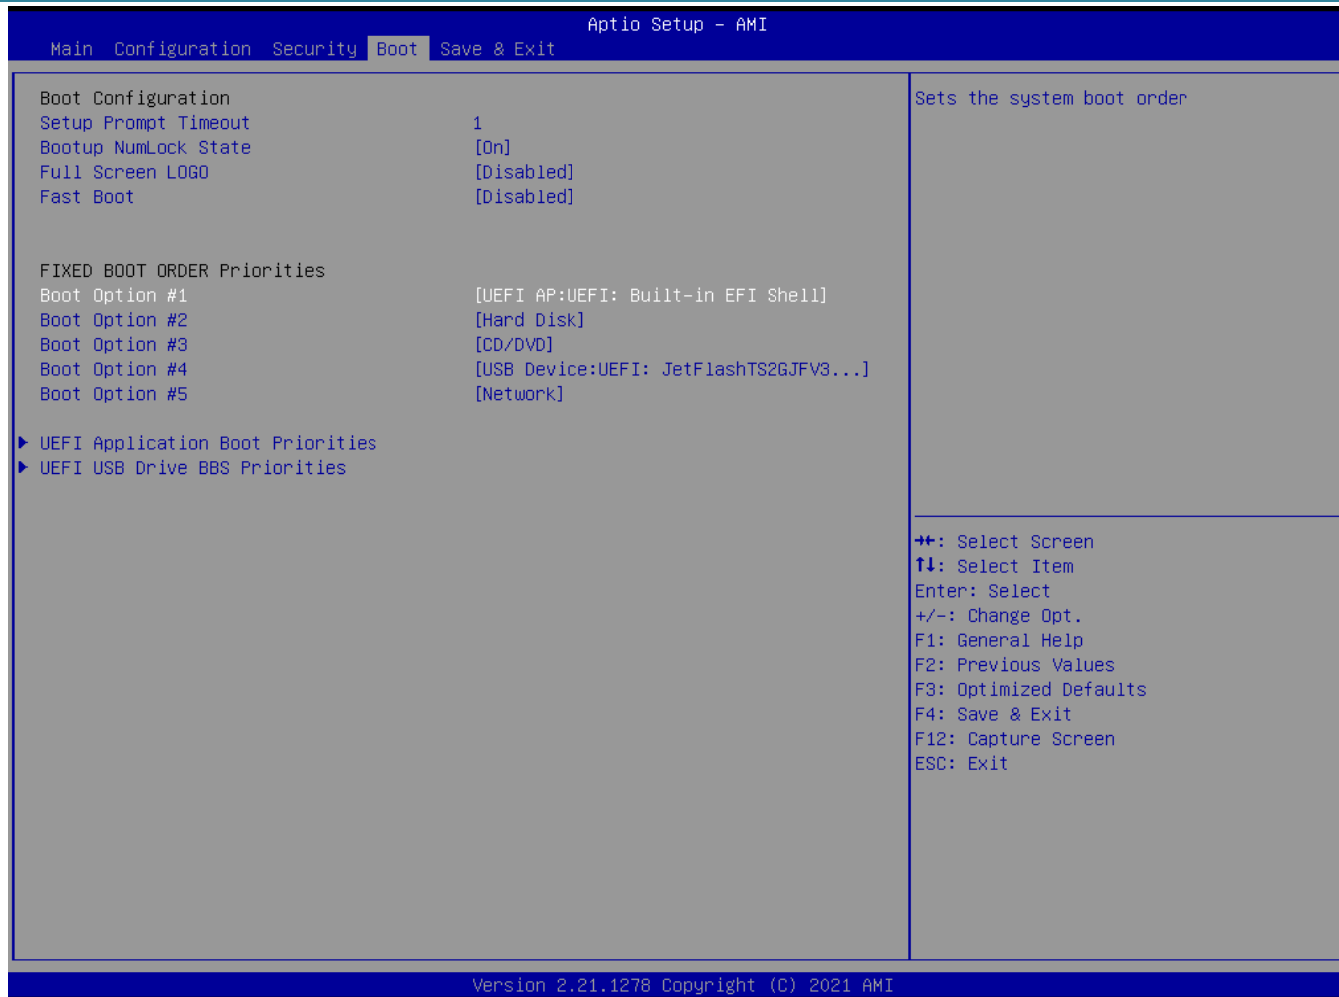 Aptio Setup – AMI
Main Configuration Security Boot Save & Exit
Boot Configuration
Setup Prompt Timeout 1
Bootup NumLock State [On]
Full Screen LOGO [Disabled]
Fast Boot [Disabled]
FIXED BOOT ORDER Priorities
Boot Option #1 [UEFI AP:UEFI: Built-in EFI Shell]
Boot Option #2 [Hard Disk]
Boot Option #3 [CD/DVD]
Boot Option #4 [USB Device:UEFI: JetFlashTS2GJFV3...]
Boot Option #5 [Network]
UEFI Application Boot Priorities
UEFI USB Drive BBS Priorities
Sets the system boot order
→←: Select Screen
↑↓: Select Item
Enter: Select
+/-: Change Opt.
F1: General Help
F2: Previous Values
F3: Optimized Defaults
F4: Save & Exit
F12: Capture Screen
ESC: Exit
Version 2.21.1278 Copyright (C) 2021 AMI